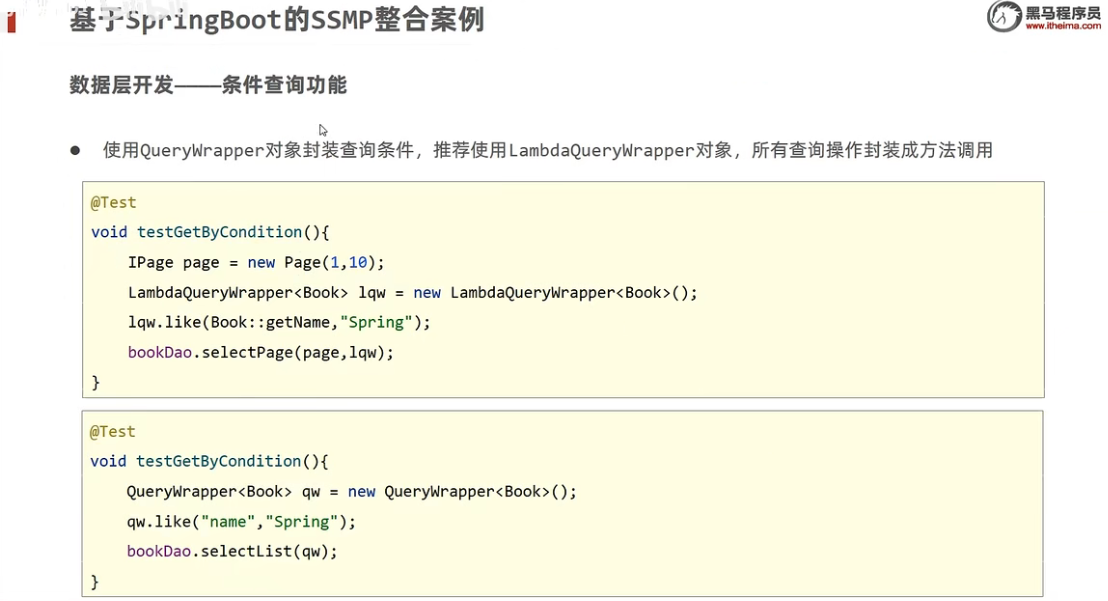 基于SpringBoot的SSMP整合案例
黑马程序员
www.itheima.com
数据层开发——条件查询功能
● 使用QueryWrapper对象封装查询条件，推荐使用LambdaQueryWrapper对象，所有查询操作封装成方法调用
@Test
void testGetByCondition(){
    IPage page = new Page(1,10);
    LambdaQueryWrapper<Book> lqw = new LambdaQueryWrapper<Book>();
    lqw.like(Book::getName,"Spring");
    bookDao.selectPage(page,lqw);
}
@Test
void testGetByCondition(){
    QueryWrapper<Book> qw = new QueryWrapper<Book>();
    qw.like("name","Spring");
    bookDao.selectList(qw);
}